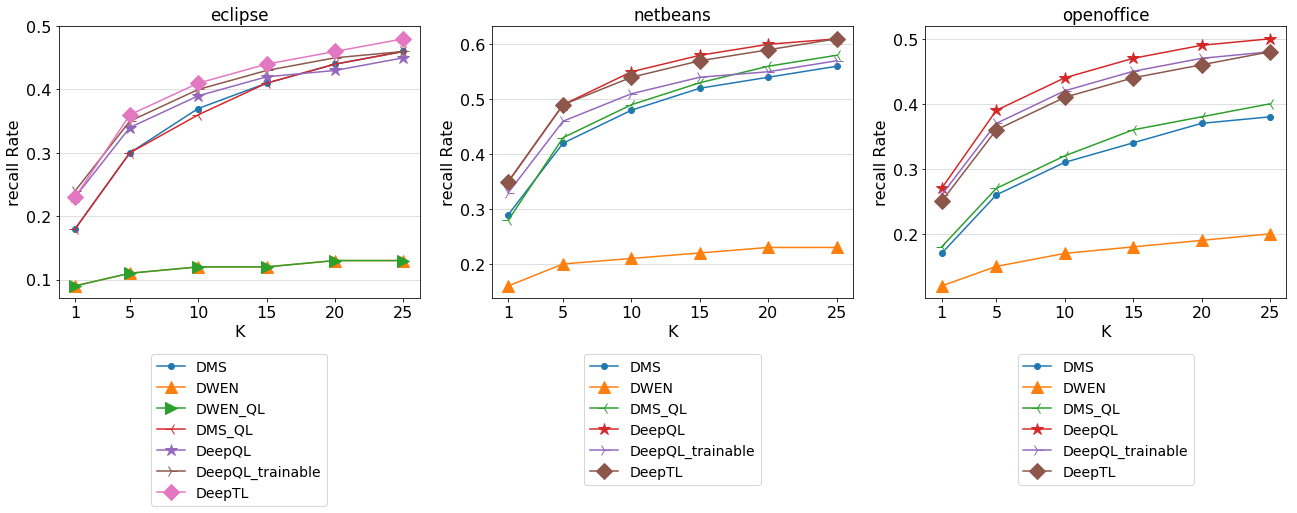 eclipse
recall Rate
0.5
0.4
0.3
0.2
0.1
1 5 10 15 20 25
K
DMS
DWEN
DWEN_QL
DMS_QL
DeepQL
DeepQL_trainable
DeepTL
netbeans
recall Rate
0.6
0.5
0.4
0.3
0.2
1 5 10 15 20 25
K
DMS
DWEN
DMS_QL
DeepQL
DeepQL_trainable
DeepTL
openoffice
recall Rate
0.5
0.4
0.3
0.2
1 5 10 15 20 25
K
DMS
DWEN
DMS_QL
DeepQL
DeepQL_trainable
DeepTL